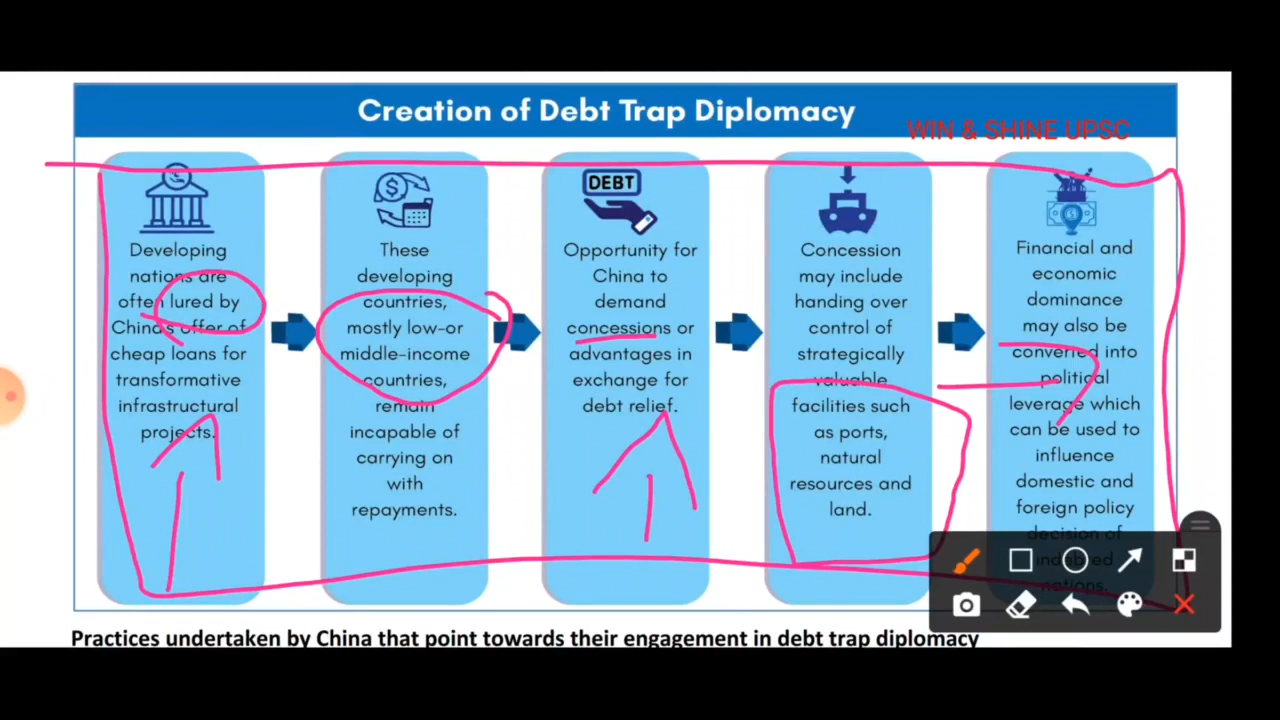 Creation of Debt Trap Diplomacy
WIN & SHINE UPSC
Developing
nations are
often lured by
China's offer of
cheap loans for
transformative
infrastructural
projects.
These
developing
countries,
mostly low-or
middle-income
countries,
remain
incapable of
carrying on
with
repayments.
DEBT
Opportunity for
China to
demand
concessions or
advantages in
exchange for
debt relief.
Concession
may include
handing over
control of
strategically
valuable
facilities such
as ports,
natural
resources and
land.
Financial and
economic
dominance
may also be
converted into
political
leverage which
can be used to
influence
domestic and
foreign policy
decision of
indebted
nations.
Practices undertaken by China that point towards their engagement in debt trap diplomacy